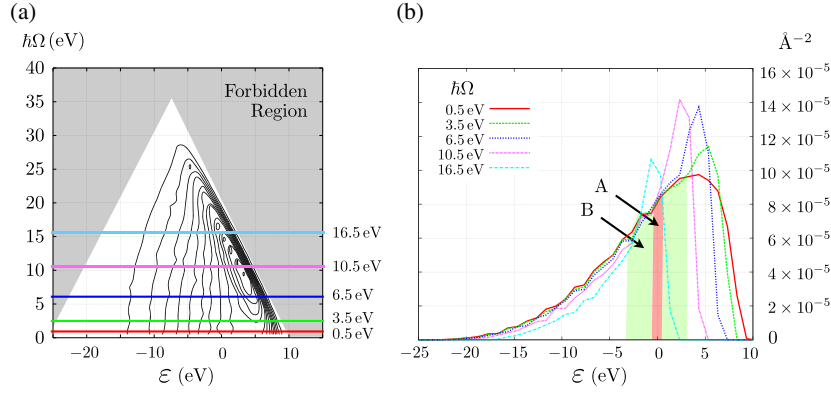 (a)
ħΩ (eV)
40
35
30
25
20
15
10
5
0
Forbidden
Region
16.5 eV
10.5 eV
6.5 eV
3.5 eV
0.5 eV
−20
−10
0
10
ε (eV)
(b)
Å⁻²
ħΩ
0.5 eV
3.5 eV
6.5 eV
10.5 eV
16.5 eV
A
B
16 × 10⁻⁵
14 × 10⁻⁵
12 × 10⁻⁵
10 × 10⁻⁵
8 × 10⁻⁵
6 × 10⁻⁵
4 × 10⁻⁵
2 × 10⁻⁵
0
−25
−20
−15
−10
−5
0
5
10
ε (eV)